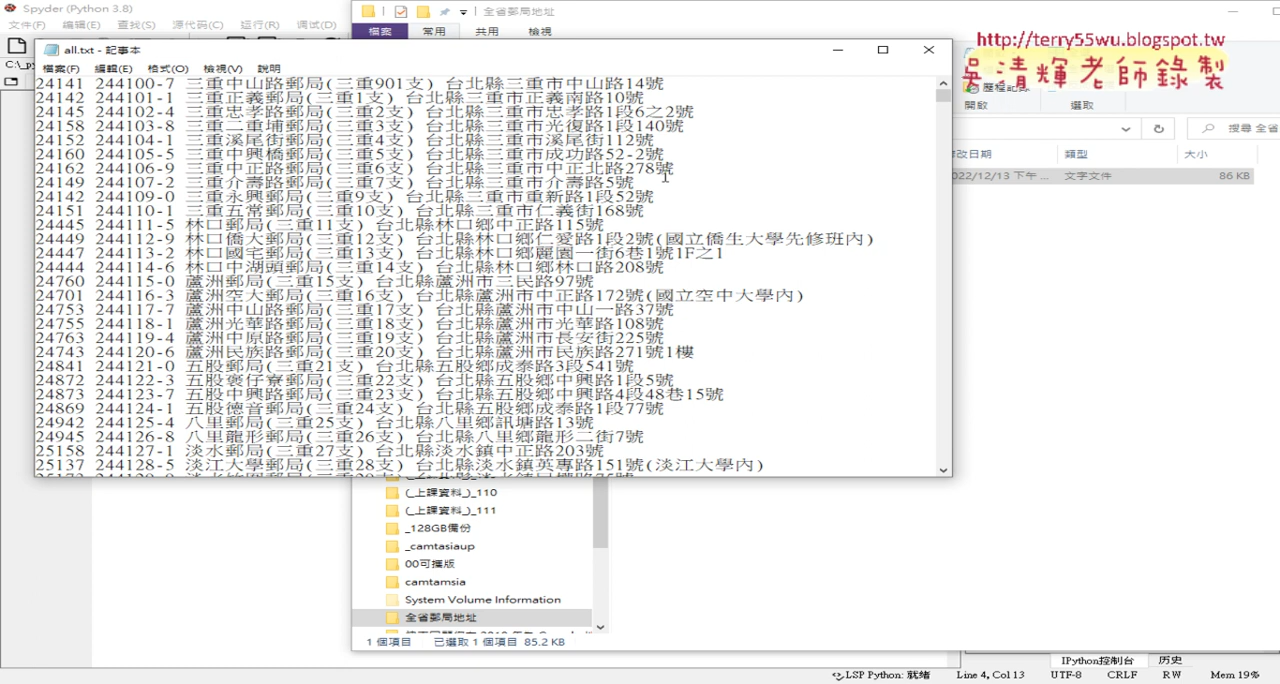 Spyder (Python 3.8)
文件(F) 编辑(E) 查找(S) 源代码(C) 运行(R) 调试(D)
全省郵局地址
檔案 常用 共用 檢視
http://terry55wu.blogspot.tw
吳清輝老師錄製
開啟 選取
搜尋 全省
修改日期 類型 大小
2022/12/13 下午 ... 文字文件 86 KB
all.txt - 記事本
檔案(F) 編輯(E) 格式(O) 檢視(V) 說明
24141 244100-7 三重中山路郵局(三重901支) 台北縣三重市中山路14號
24142 244101-1 三重正義郵局(三重1支) 台北縣三重市正義南路10號
24145 244102-4 三重忠孝路郵局(三重2支) 台北縣三重市忠孝路1段6之2號
24158 244103-8 三重二重埔郵局(三重3支) 台北縣三重市光復路1段140號
24152 244104-1 三重溪尾街郵局(三重4支) 台北縣三重市溪尾街112號
24160 244105-5 三重中興橋郵局(三重5支) 台北縣三重市成功路52-2號
24162 244106-9 三重中正路郵局(三重6支) 台北縣三重市中正北路278號
24149 244107-2 三重介壽路郵局(三重7支) 台北縣三重市介壽路5號
24142 244109-0 三重永興郵局(三重9支) 台北縣三重市重新路1段52號
24151 244110-1 三重五常郵局(三重10支) 台北縣三重市仁義街168號
24445 244111-5 林口郵局(三重11支) 台北縣林口鄉中正路115號
24449 244112-9 林口僑大郵局(三重12支) 台北縣林口鄉仁愛路1段2號(國立僑生大學先修班內)
24447 244113-2 林口國宅郵局(三重13支) 台北縣林口鄉麗園一街6巷1號1F之1
24444 244114-6 林口中湖頭郵局(三重14支) 台北縣林口鄉林口路208號
24760 244115-0 蘆洲郵局(三重15支) 台北縣蘆洲市三民路97號
24701 244116-3 蘆洲空大郵局(三重16支) 台北縣蘆洲市中正路172號(國立空中大學內)
24753 244117-7 蘆洲中山路郵局(三重17支) 台北縣蘆洲市中山一路37號
24755 244118-1 蘆洲光華路郵局(三重18支) 台北縣蘆洲市光華路108號
24763 244119-4 蘆洲中原路郵局(三重19支) 台北縣蘆洲市長安街225號
24743 244120-6 蘆洲民族路郵局(三重20支) 台北縣蘆洲市民族路271號1樓
24841 244121-0 五股郵局(三重21支) 台北縣五股鄉成泰路3段541號
24872 244122-3 五股褒仔寮郵局(三重22支) 台北縣五股鄉中興路1段5號
24873 244123-7 五股中興路郵局(三重23支) 台北縣五股鄉中興路4段48巷15號
24869 244124-1 五股德音郵局(三重24支) 台北縣五股鄉成泰路1段77號
24942 244125-4 八里郵局(三重25支) 台北縣八里鄉訊塘路13號
24945 244126-8 八里龍形郵局(三重26支) 台北縣八里鄉龍形二街7號
25158 244127-1 淡水郵局(三重27支) 台北縣淡水鎮中正路203號
25137 244128-5 淡江大學郵局(三重28支) 台北縣淡水鎮英專路151號(淡江大學內)
(_上課資料_)_110
(_上課資料_)_111
_128GB備份
_camtasiaup
00可攜版
camtamsia
System Volume Information
全省郵局地址
1 個項目 已選取 1 個項目 85.2 KB
IPython控制台 历史
LSP Python: 就绪 Line 4, Col 13 UTF-8 CRLF RW Mem 19%